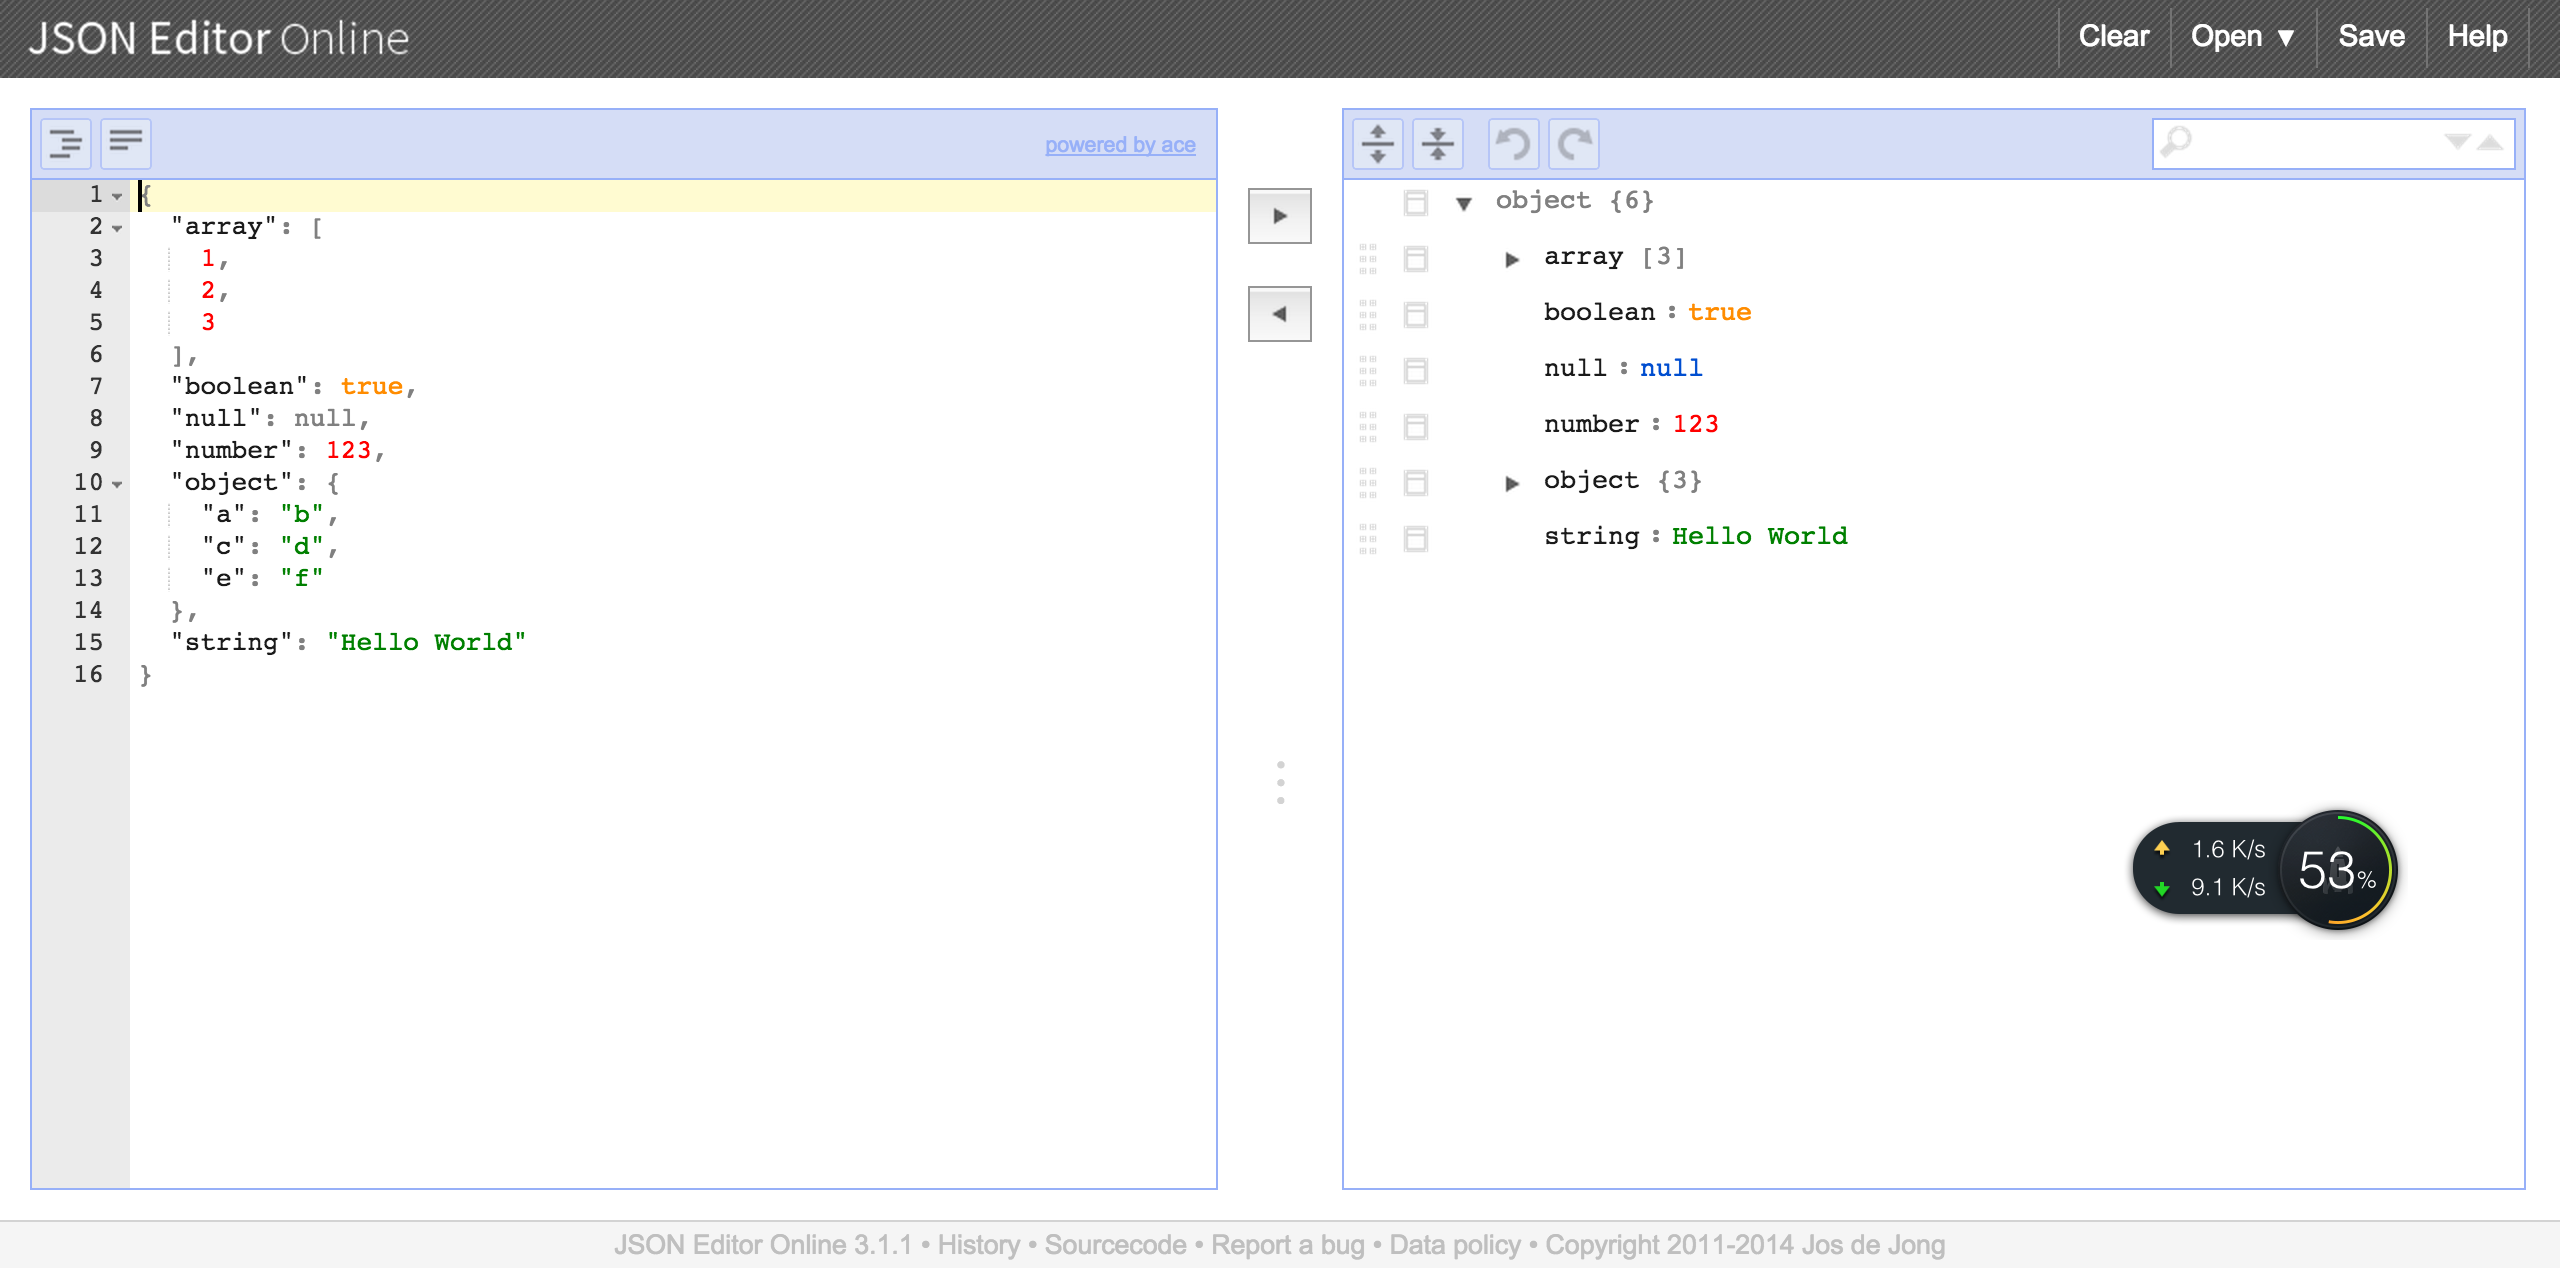 JSON Editor Online
Clear
Open ▼
Save
Help
powered by ace
1 {
2 "array": [
3 1,
4 2,
5 3
6 ],
7 "boolean": true,
8 "null": null,
9 "number": 123,
10 "object": {
11 "a": "b",
12 "c": "d",
13 "e": "f"
14 },
15 "string": "Hello World"
16 }
object {6}
array [3]
boolean : true
null : null
number : 123
object {3}
string : Hello World
1.6 K/s
9.1 K/s
53%
JSON Editor Online 3.1.1 • History • Sourcecode • Report a bug • Data policy • Copyright 2011-2014 Jos de Jong